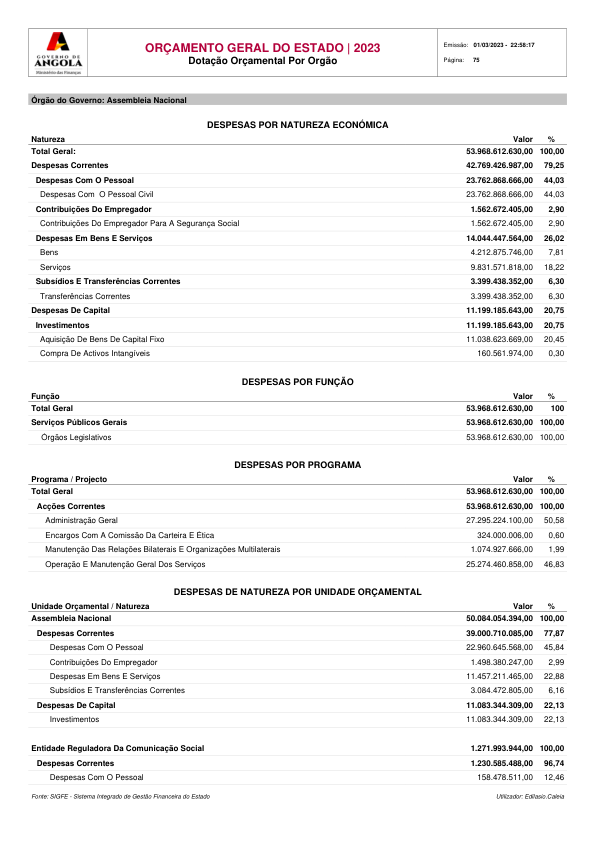 GOVERNO DE
ANGOLA
Ministério das Finanças
ORÇAMENTO GERAL DO ESTADO | 2023
Dotação Orçamental Por Orgão
Emissão: 01/03/2023 - 22:58:17
Página: 75
Órgão do Governo: Assembleia Nacional
DESPESAS POR NATUREZA ECONÓMICA
Natureza Valor %
Total Geral: 53.968.612.630,00 100,00
Despesas Correntes 42.769.426.987,00 79,25
Despesas Com O Pessoal 23.762.868.666,00 44,03
Despesas Com O Pessoal Civil 23.762.868.666,00 44,03
Contribuições Do Empregador 1.562.672.405,00 2,90
Contribuições Do Empregador Para A Segurança Social 1.562.672.405,00 2,90
Despesas Em Bens E Serviços 14.044.447.564,00 26,02
Bens 4.212.875.746,00 7,81
Serviços 9.831.571.818,00 18,22
Subsídios E Transferências Correntes 3.399.438.352,00 6,30
Transferências Correntes 3.399.438.352,00 6,30
Despesas De Capital 11.199.185.643,00 20,75
Investimentos 11.199.185.643,00 20,75
Aquisição De Bens De Capital Fixo 11.038.623.669,00 20,45
Compra De Activos Intangíveis 160.561.974,00 0,30
DESPESAS POR FUNÇÃO
Função Valor %
Total Geral 53.968.612.630,00 100
Serviços Públicos Gerais 53.968.612.630,00 100,00
Órgãos Legislativos 53.968.612.630,00 100,00
DESPESAS POR PROGRAMA
Programa / Projecto Valor %
Total Geral 53.968.612.630,00 100,00
Acções Correntes 53.968.612.630,00 100,00
Administração Geral 27.295.224.100,00 50,58
Encargos Com A Comissão Da Carteira E Ética 324.000.006,00 0,60
Manutenção Das Relações Bilaterais E Organizações Multilaterais 1.074.927.666,00 1,99
Operação E Manutenção Geral Dos Serviços 25.274.460.858,00 46,83
DESPESAS DE NATUREZA POR UNIDADE ORÇAMENTAL
Unidade Orçamental / Natureza Valor %
Assembleia Nacional 50.084.054.394,00 100,00
Despesas Correntes 39.000.710.085,00 77,87
Despesas Com O Pessoal 22.960.645.568,00 45,84
Contribuições Do Empregador 1.498.380.247,00 2,99
Despesas Em Bens E Serviços 11.457.211.465,00 22,88
Subsídios E Transferências Correntes 3.084.472.805,00 6,16
Despesas De Capital 11.083.344.309,00 22,13
Investimentos 11.083.344.309,00 22,13
Entidade Reguladora Da Comunicação Social 1.271.993.944,00 100,00
Despesas Correntes 1.230.585.488,00 96,74
Despesas Com O Pessoal 158.478.511,00 12,46
Fonte: SIGFE - Sistema Integrado de Gestão Financeira do Estado Utilizador: Edilasio.Caleia